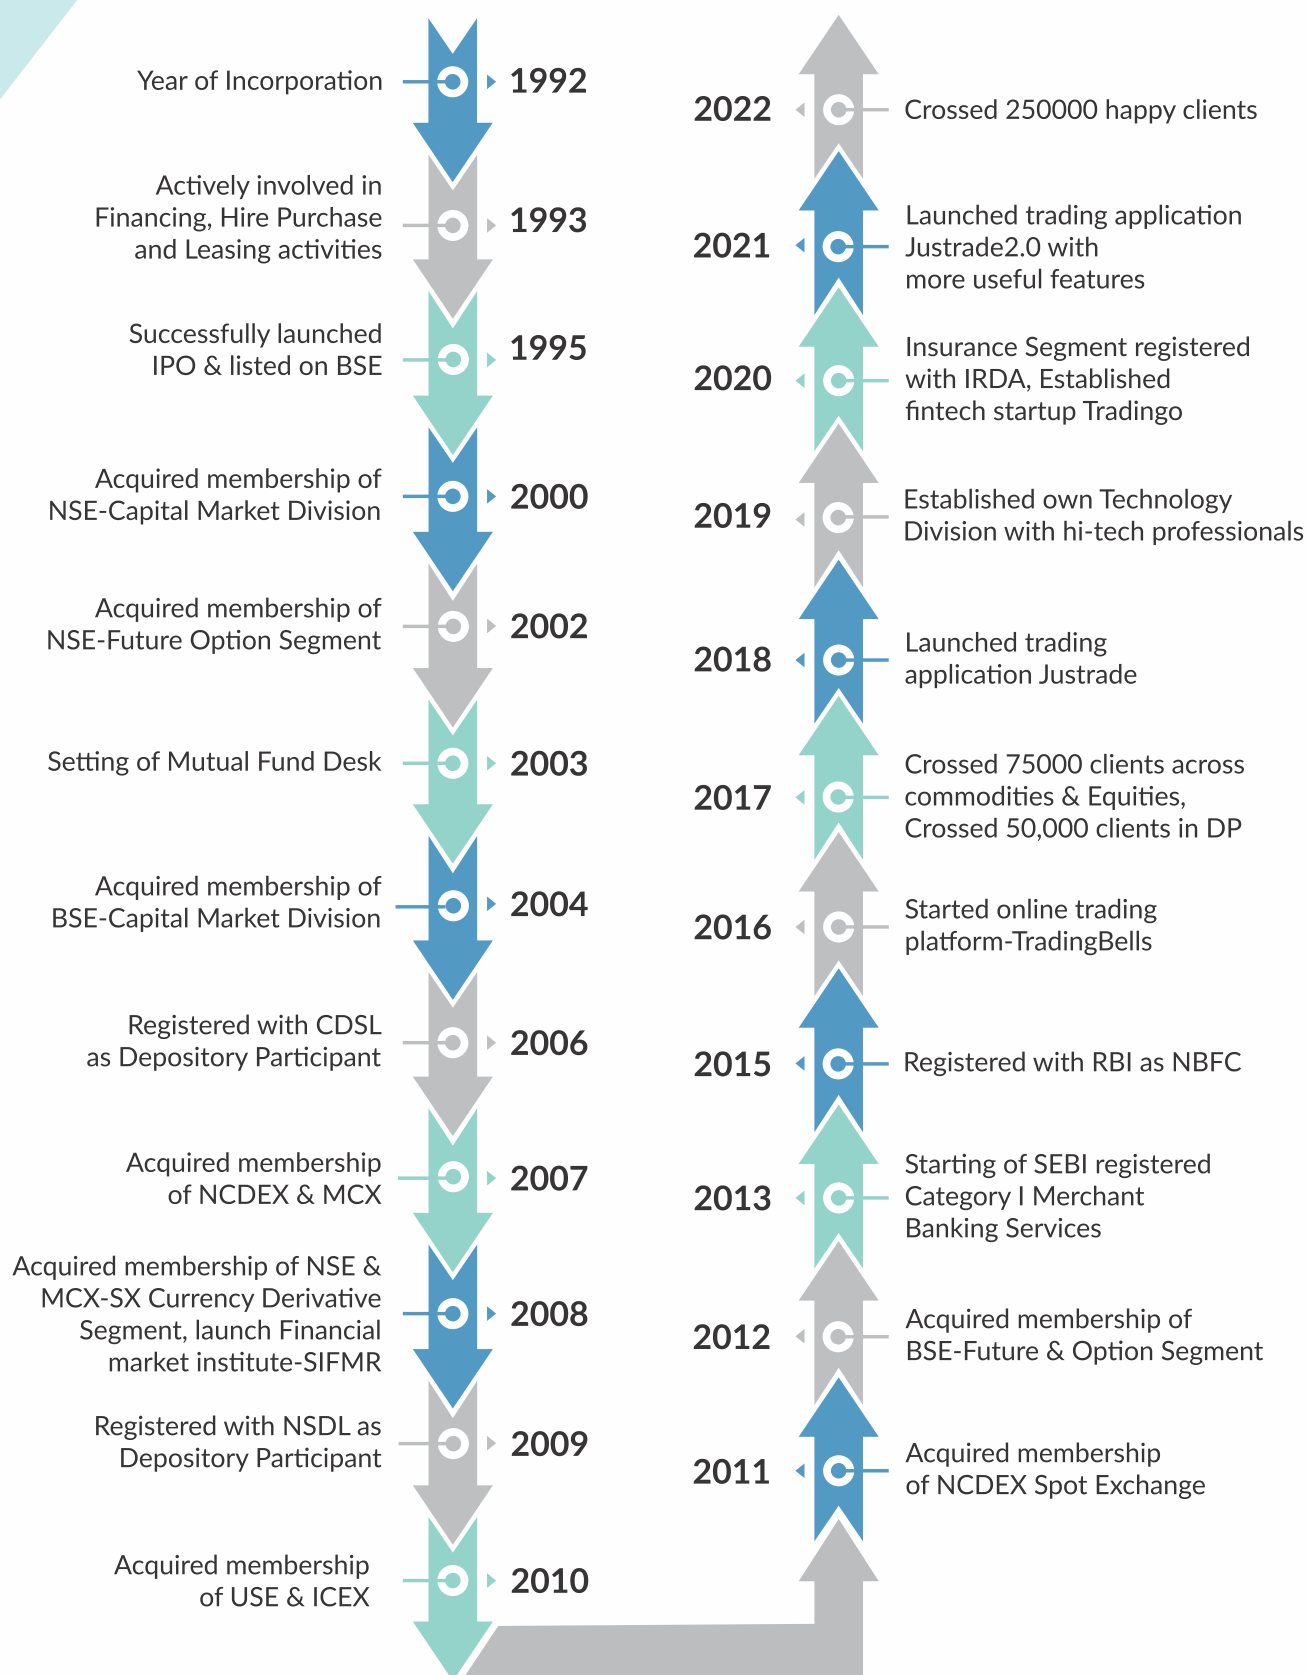 Year of Incorporation
1992
Actively involved in
Financing, Hire Purchase
and Leasing activities
1993
Successfully launched
IPO & listed on BSE
1995
Acquired membership of
NSE-Capital Market Division
2000
Acquired membership of
NSE-Future Option Segment
2002
Setting of Mutual Fund Desk
2003
Acquired membership of
BSE-Capital Market Division
2004
Registered with CDSL
as Depository Participant
2006
Acquired membership
of NCDEX & MCX
2007
Acquired membership of NSE &
MCX-SX Currency Derivative
Segment, launch Financial
market institute-SIFMR
2008
Registered with NSDL as
Depository Participant
2009
Acquired membership
of USE & ICEX
2010
2022
Crossed 250000 happy clients
2021
Launched trading application
Justrade2.0 with
more useful features
2020
Insurance Segment registered
with IRDA, Established
fintech startup Tradingo
2019
Established own Technology
Division with hi-tech professionals
2018
Launched trading
application Justrade
2017
Crossed 75000 clients across
commodities & Equities,
Crossed 50,000 clients in DP
2016
Started online trading
platform-TradingBells
2015
Registered with RBI as NBFC
2013
Starting of SEBI registered
Category I Merchant
Banking Services
2012
Acquired membership of
BSE-Future & Option Segment
2011
Acquired membership
of NCDEX Spot Exchange